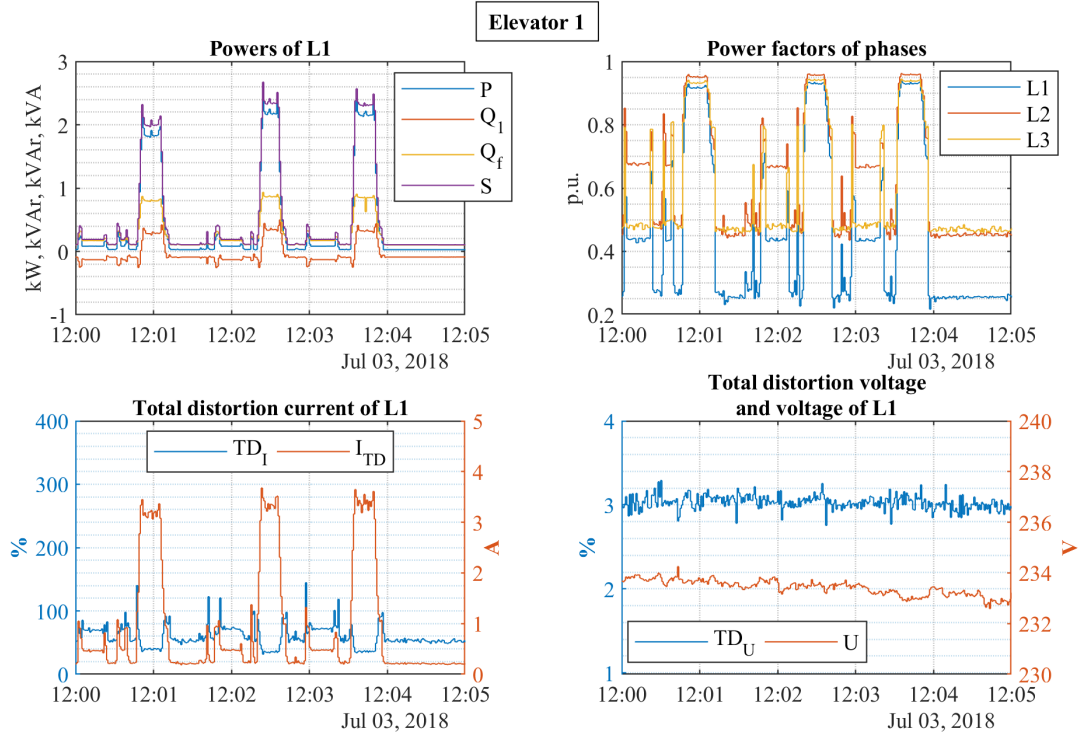 Elevator 1
Powers of L1
kW, kVAr, kVAr, kVA
3
2
1
0
-1
P
Q1
Qf
S
12:00 12:01 12:02 12:03 12:04 12:05
Jul 03, 2018
Power factors of phases
p.u.
1
0.8
0.6
0.4
0.2
L1
L2
L3
12:00 12:01 12:02 12:03 12:04 12:05
Jul 03, 2018
Total distortion current of L1
%
400
300
200
100
0
TDI ITD
5
4
3
2
1
0
A
12:00 12:01 12:02 12:03 12:04 12:05
Jul 03, 2018
Total distortion voltage
and voltage of L1
%
4
3
2
1
TDU U
240
238
236
234
232
230
V
12:00 12:01 12:02 12:03 12:04 12:05
Jul 03, 2018